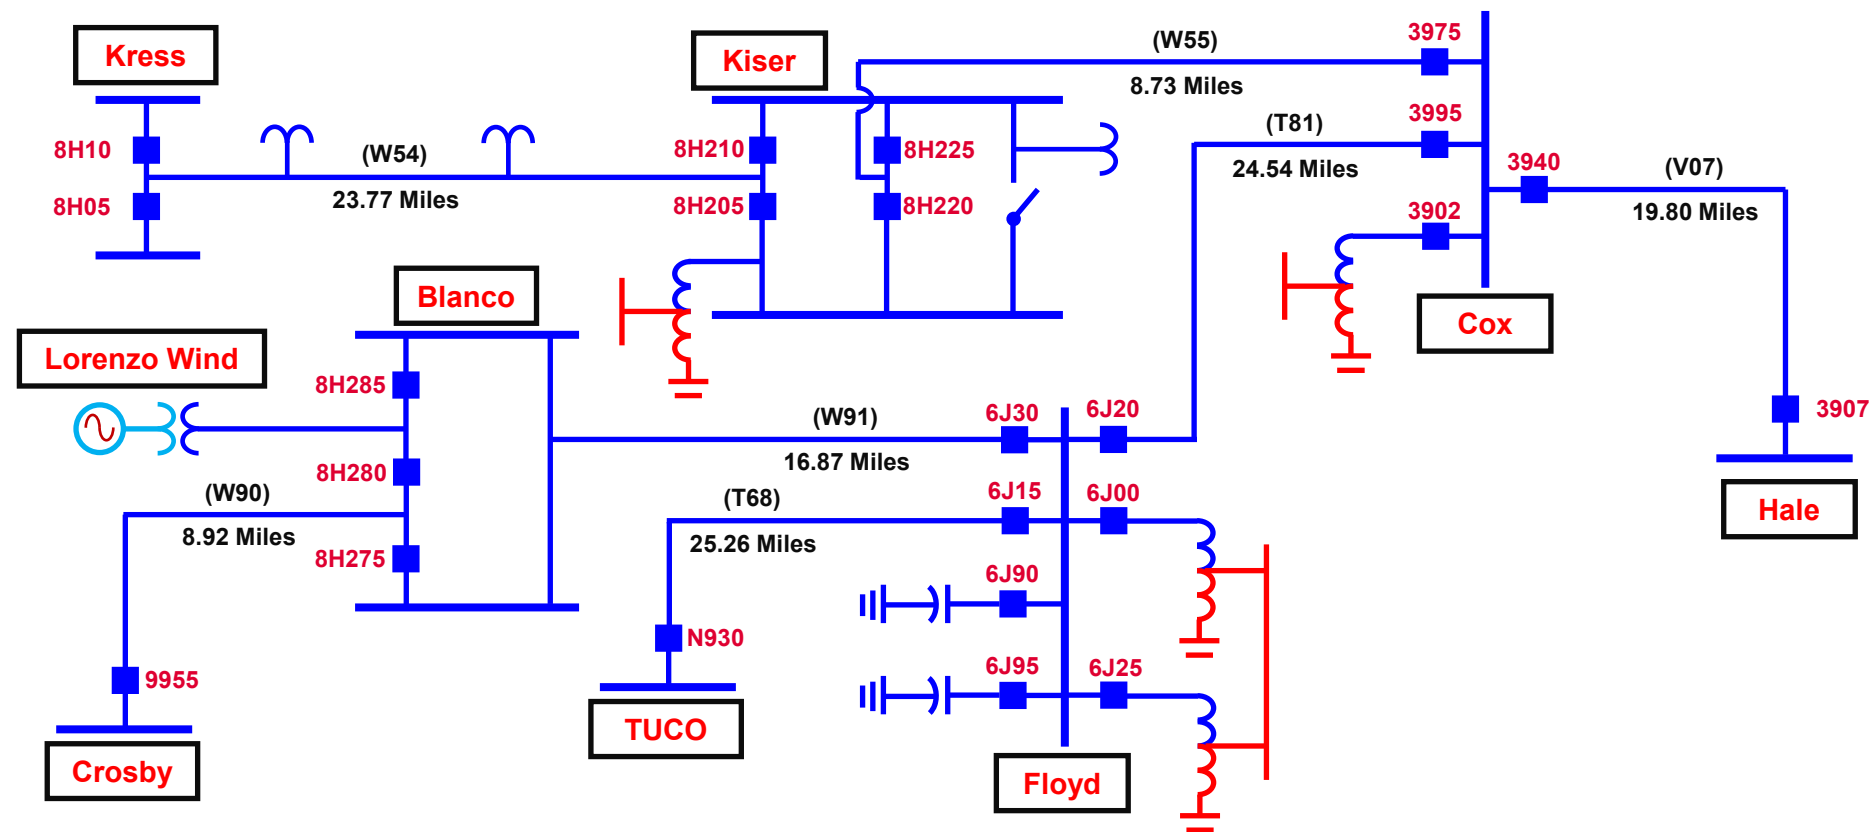 Kress
8H10
8H05
(W54)
23.77 Miles
Kiser
8H210
8H205
8H225
8H220
(W55)
8.73 Miles
3975
(T81)
24.54 Miles
3995
3902
3940
(V07)
19.80 Miles
Cox
3907
Hale
Blanco
Lorenzo Wind
8H285
8H280
8H275
(W90)
8.92 Miles
9955
Crosby
(W91)
16.87 Miles
6J30
6J20
(T68)
25.26 Miles
6J15
6J00
N930
TUCO
6J90
6J95
6J25
Floyd